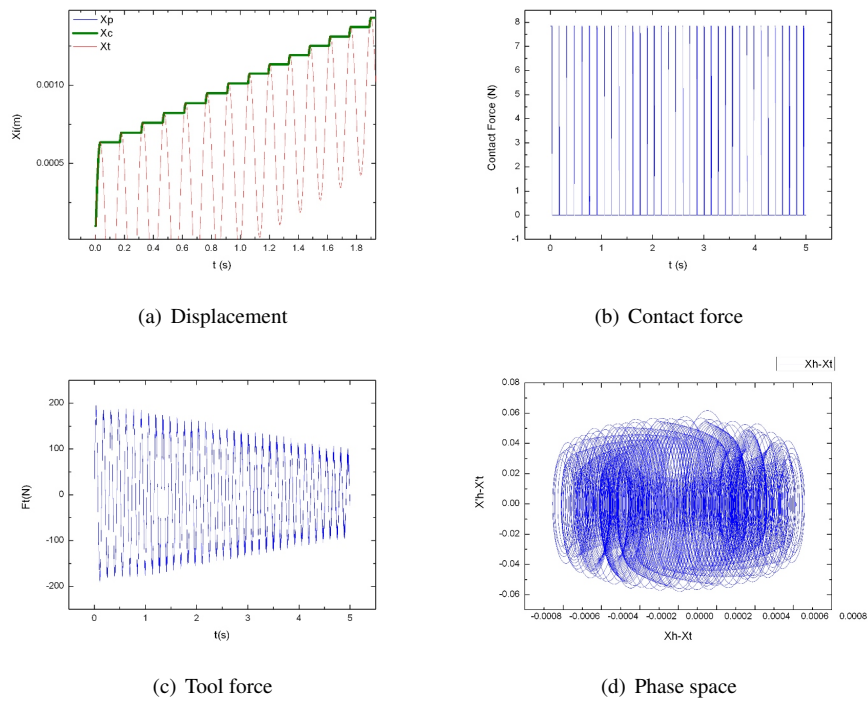 Xp
Xc
Xt
0.0010
0.0005
Xi(m)
0.0 0.2 0.4 0.6 0.8 1.0 1.2 1.4 1.6 1.8
t (s)
(a) Displacement
8
7
6
5
4
3
2
1
0
-1
Contact Force (N)
0 1 2 3 4 5
t (s)
(b) Contact force
200
100
0
-100
-200
Ft(N)
0 1 2 3 4 5
t(s)
(c) Tool force
Xh-Xt
0.08
0.06
0.04
0.02
0.00
-0.02
-0.04
-0.06
X'h-X't
-0.0008 -0.0006 -0.0004 -0.0002 0.0000 0.0002 0.0004 0.0006 0.0008
Xh-Xt
(d) Phase space